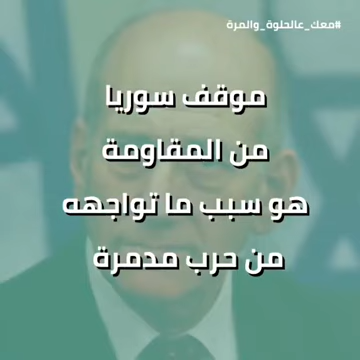 #معك_عالحلوة_والمرة
موقف سوريا
من المقاومة
هو سبب ما تواجهه
من حرب مدمرة